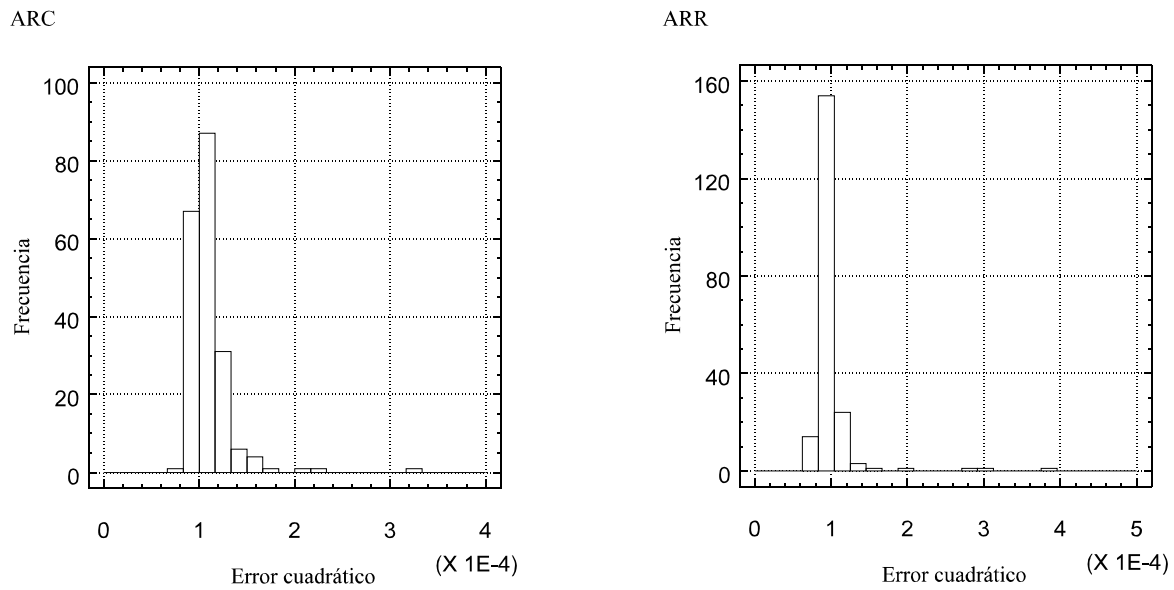 ARC
ARR
100
80
60
40
20
0
Frecuencia
0 1 2 3 4
(X 1E-4)
Error cuadrático
160
120
80
40
0
Frecuencia
0 1 2 3 4 5
(X 1E-4)
Error cuadrático